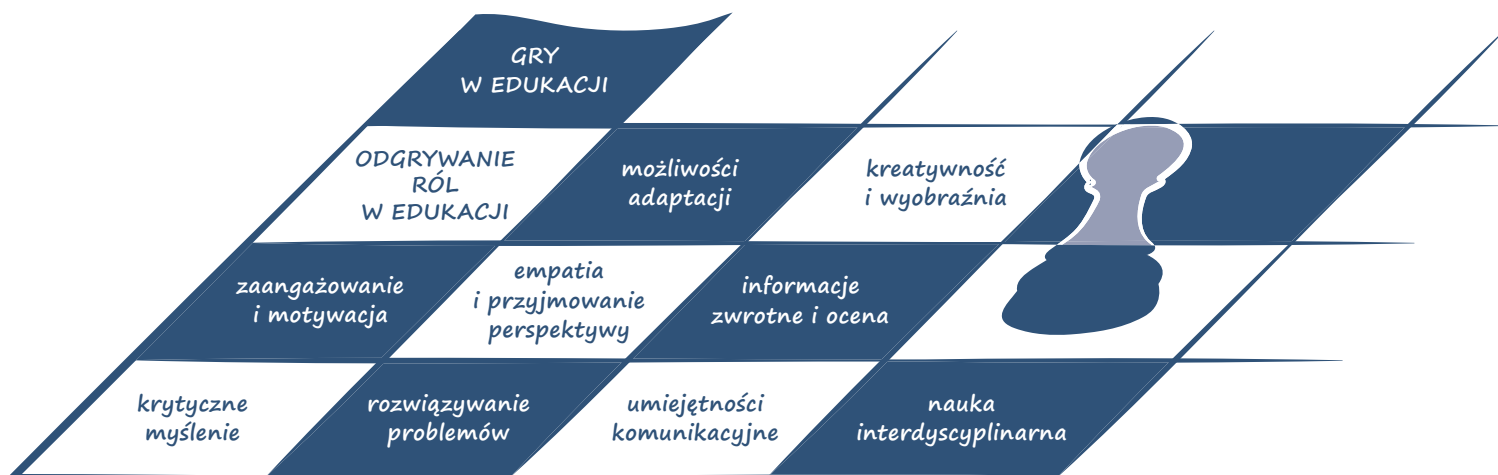 GRY
W EDUKACJI
ODGRYWANIE
RÓL
W EDUKACJI
możliwości
adaptacji
kreatywność
i wyobraźnia
zaangażowanie
i motywacja
empatia
i przyjmowanie
perspektywy
informacje
zwrotne i ocena
krytyczne
myślenie
rozwiązywanie
problemów
umiejętności
komunikacyjne
nauka
interdyscyplinarna